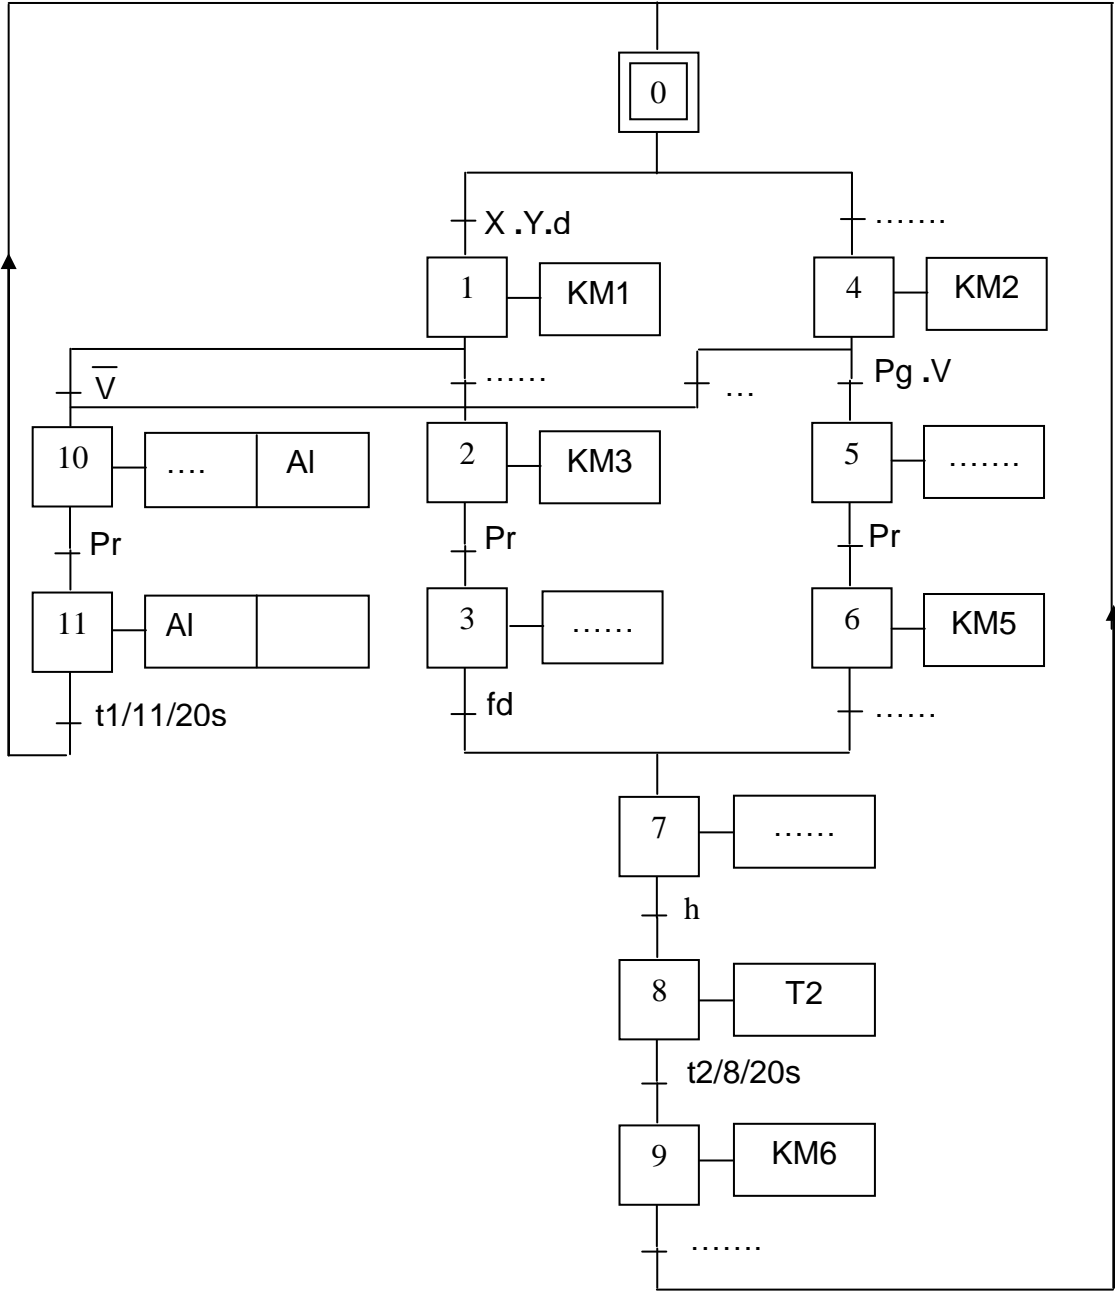 0
X .Y.d
.......
1
KM1
4
KM2
V̅
......
...
Pg .V
10
....
Al
2
KM3
5
.......
Pr
Pr
Pr
11
Al
3
......
6
KM5
t1/11/20s
fd
......
7
......
h
8
T2
t2/8/20s
9
KM6
.......